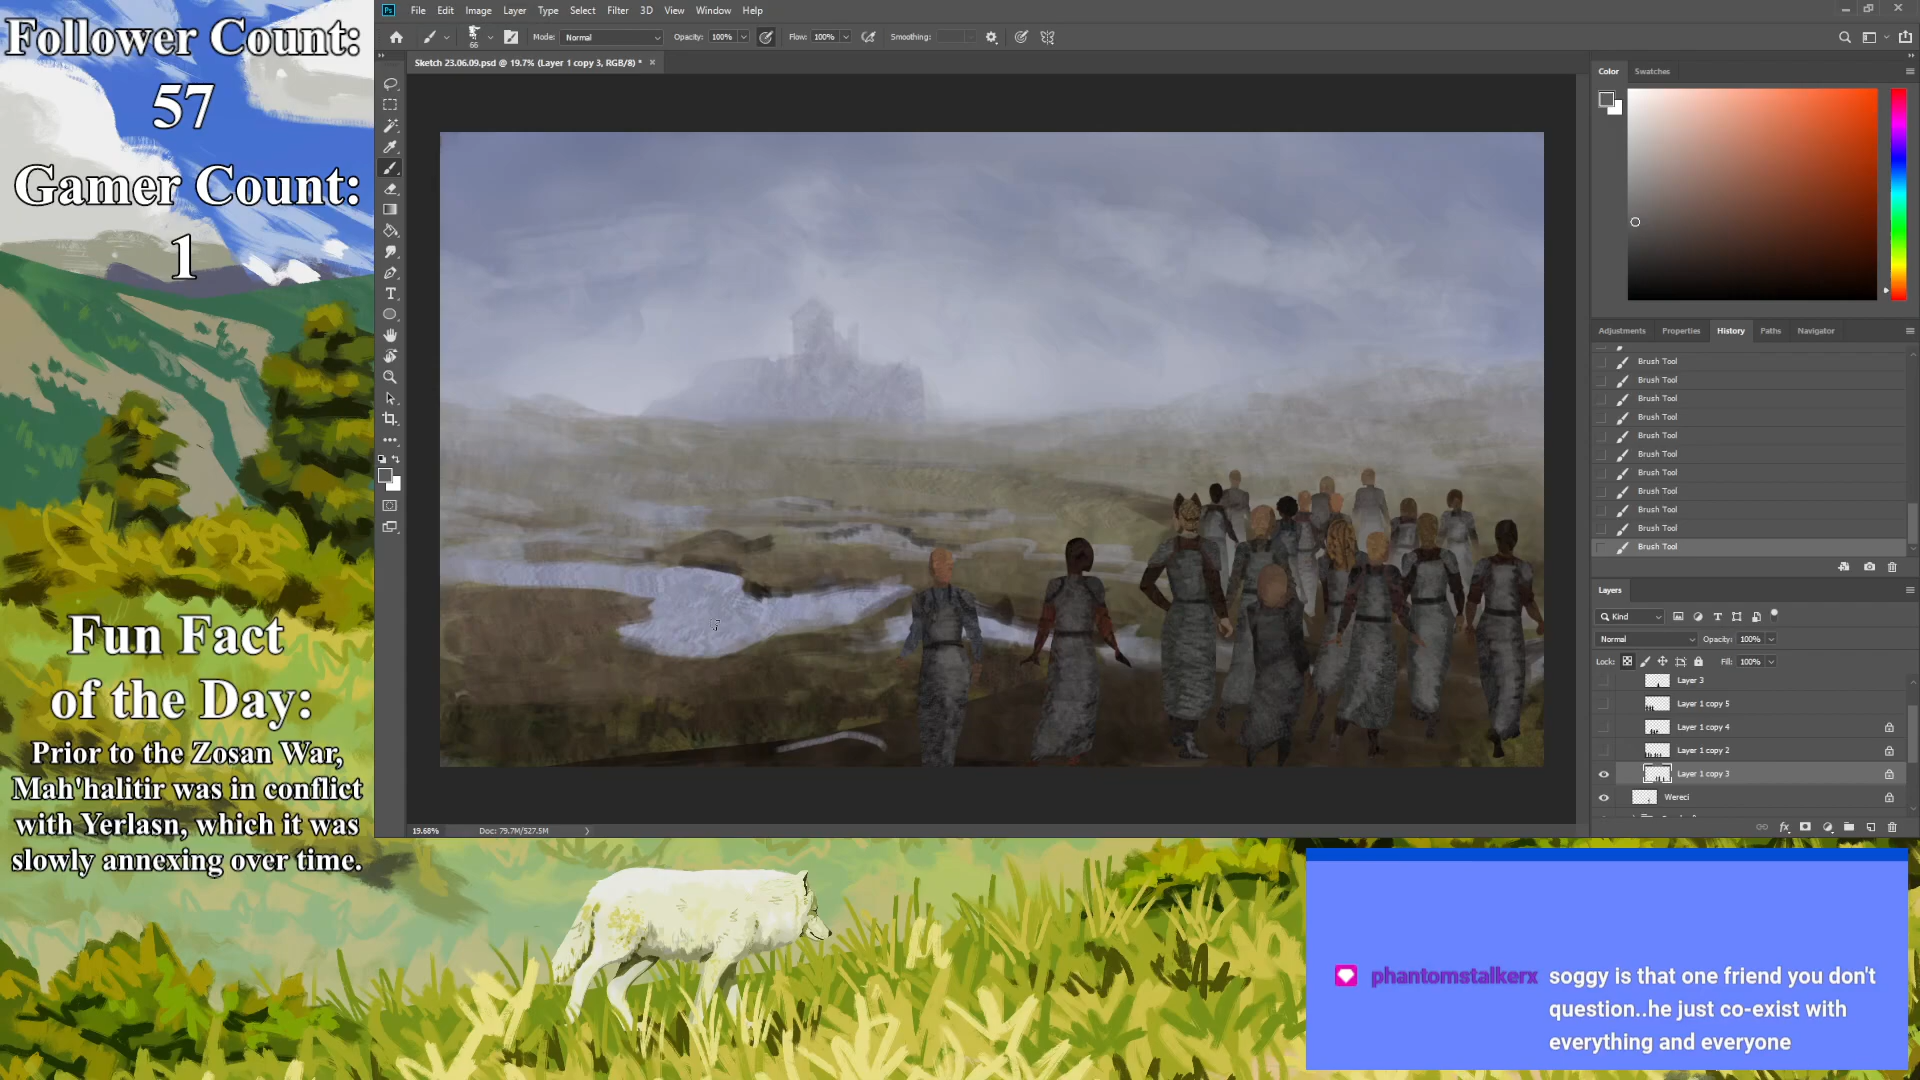 Follower Count:
57
Gamer Count:
1
Fun Fact
of the Day:
Prior to the Zosan War,
Mah'halitir was in conflict
with Yerlasn, which it was
slowly annexing over time.
Ps File Edit Image Layer Type Select Filter 3D View Window Help
66 Mode: Normal Opacity: 100% Flow: 100% Smoothing:
Sketch 23.06.09.psd @ 19.7% (Layer 1 copy 3, RGB/8) *
Color Swatches
Adjustments Properties History Paths Navigator
Brush Tool
Brush Tool
Brush Tool
Brush Tool
Brush Tool
Brush Tool
Brush Tool
Brush Tool
Brush Tool
Brush Tool
Brush Tool
Layers
Kind
Normal Opacity: 100%
Lock: Fill: 100%
Layer 3
Layer 1 copy 5
Layer 1 copy 4
Layer 1 copy 2
Layer 1 copy 3
Wereci
19.68% Doc: 79.7M/527.5M
phantomstalkerx soggy is that one friend you don't
question..he just co-exist with
everything and everyone